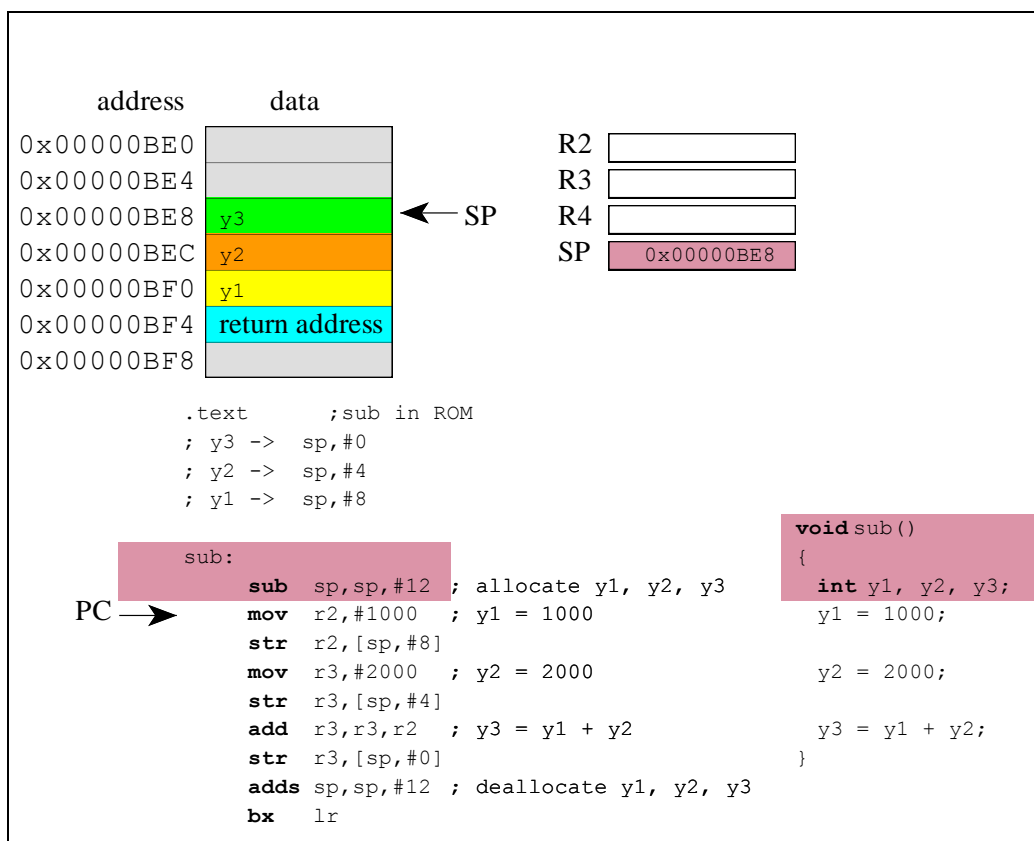 address data
0x00000BE0 R2
0x00000BE4 R3
0x00000BE8 y3 SP R4
0x00000BEC y2 SP 0x00000BE8
0x00000BF0 y1
0x00000BF4 return address
0x00000BF8
.text ;sub in ROM
; y3 -> sp,#0
; y2 -> sp,#4
; y1 -> sp,#8
void sub()
sub: {
sub sp,sp,#12 ; allocate y1, y2, y3 int y1, y2, y3;
PC mov r2,#1000 ; y1 = 1000 y1 = 1000;
str r2,[sp,#8]
mov r3,#2000 ; y2 = 2000 y2 = 2000;
str r3,[sp,#4]
add r3,r3,r2 ; y3 = y1 + y2 y3 = y1 + y2;
str r3,[sp,#0] }
adds sp,sp,#12 ; deallocate y1, y2, y3
bx lr